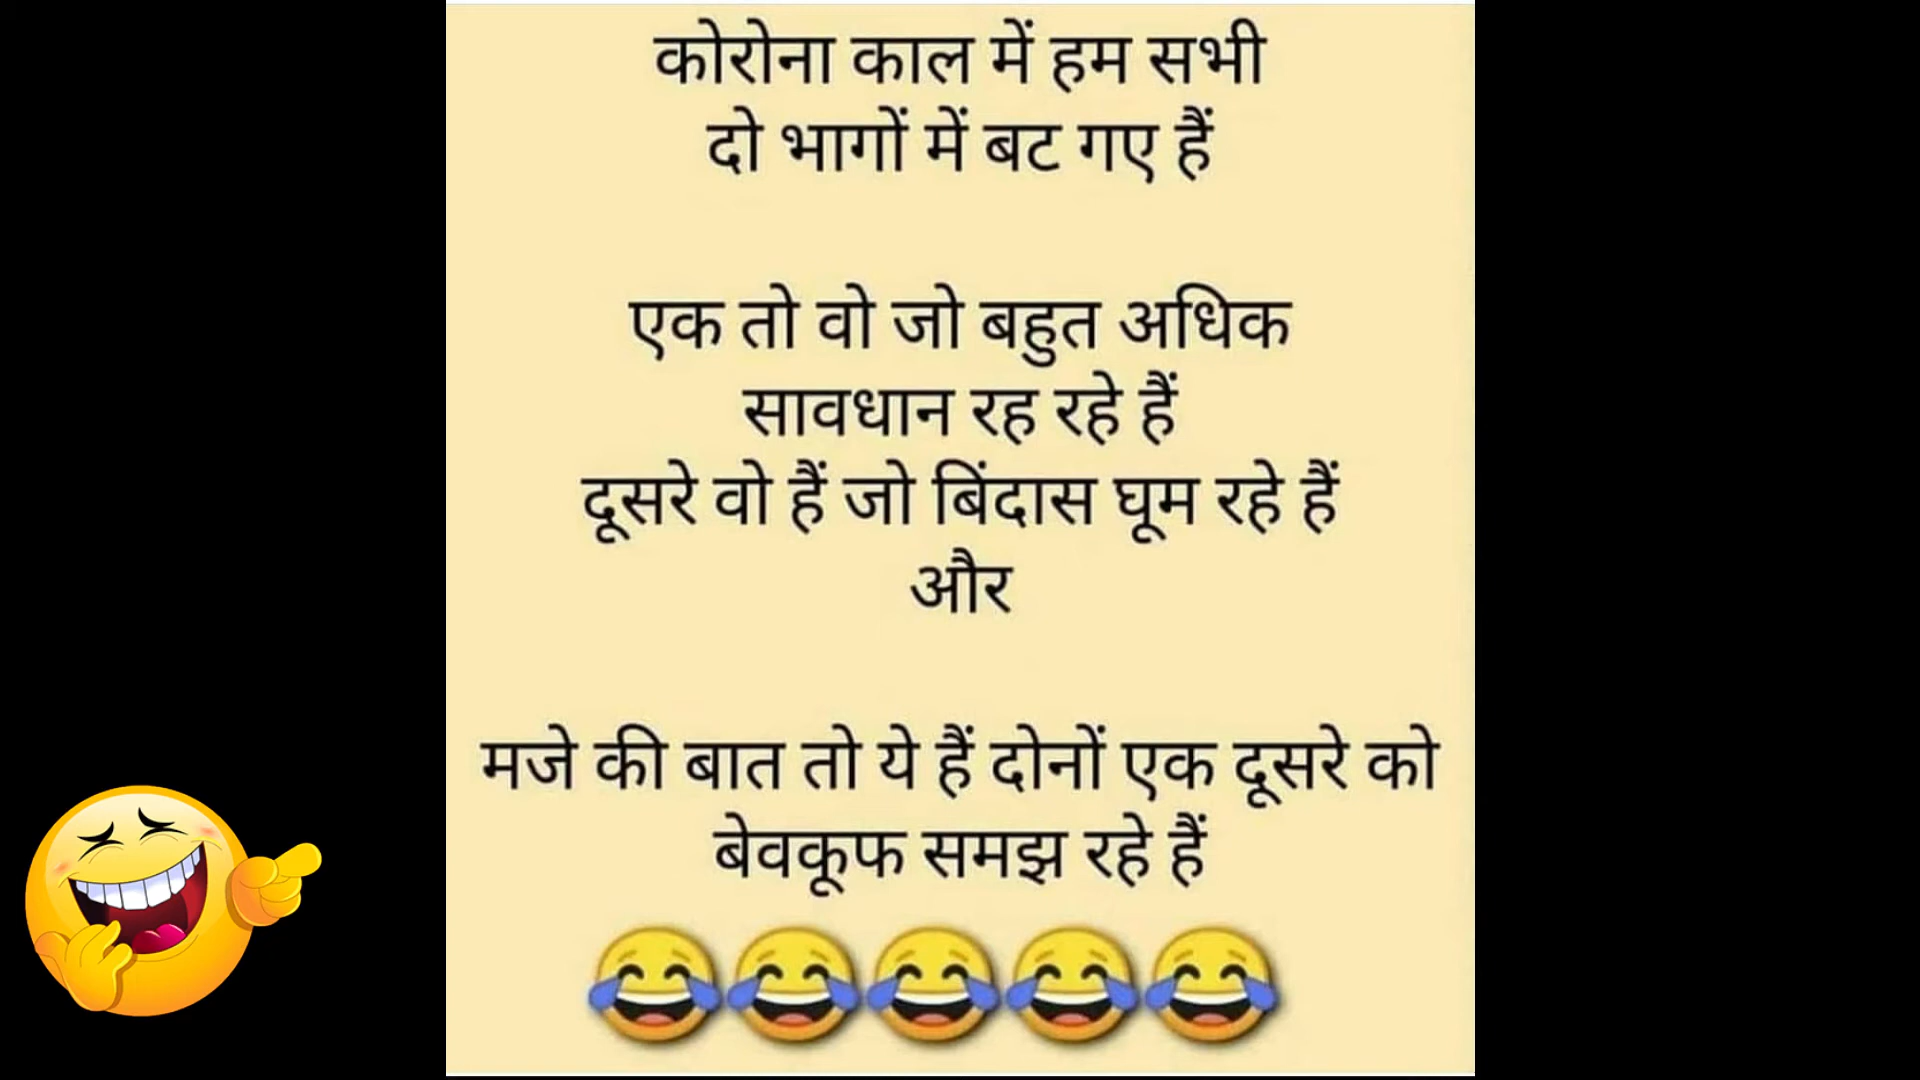 कोरोना काल में हम सभी
दो भागों में बट गए हैं
एक तो वो जो बहुत अधिक
सावधान रह रहे हैं
दूसरे वो हैं जो बिंदास घूम रहे हैं
और
मजे की बात तो ये हैं दोनों एक दूसरे को
बेवकूफ समझ रहे हैं